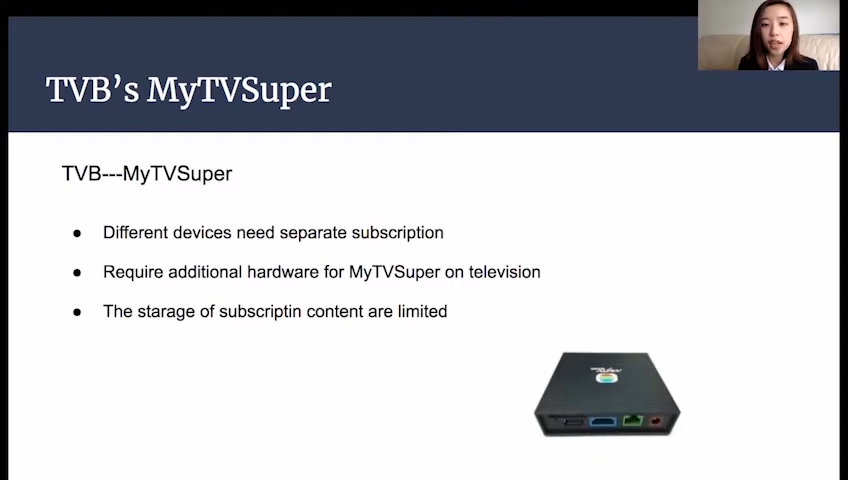 TVB’s MyTVSuper
TVB---MyTVSuper
● Different devices need separate subscription
● Require additional hardware for MyTVSuper on television
● The starage of subscriptin content are limited